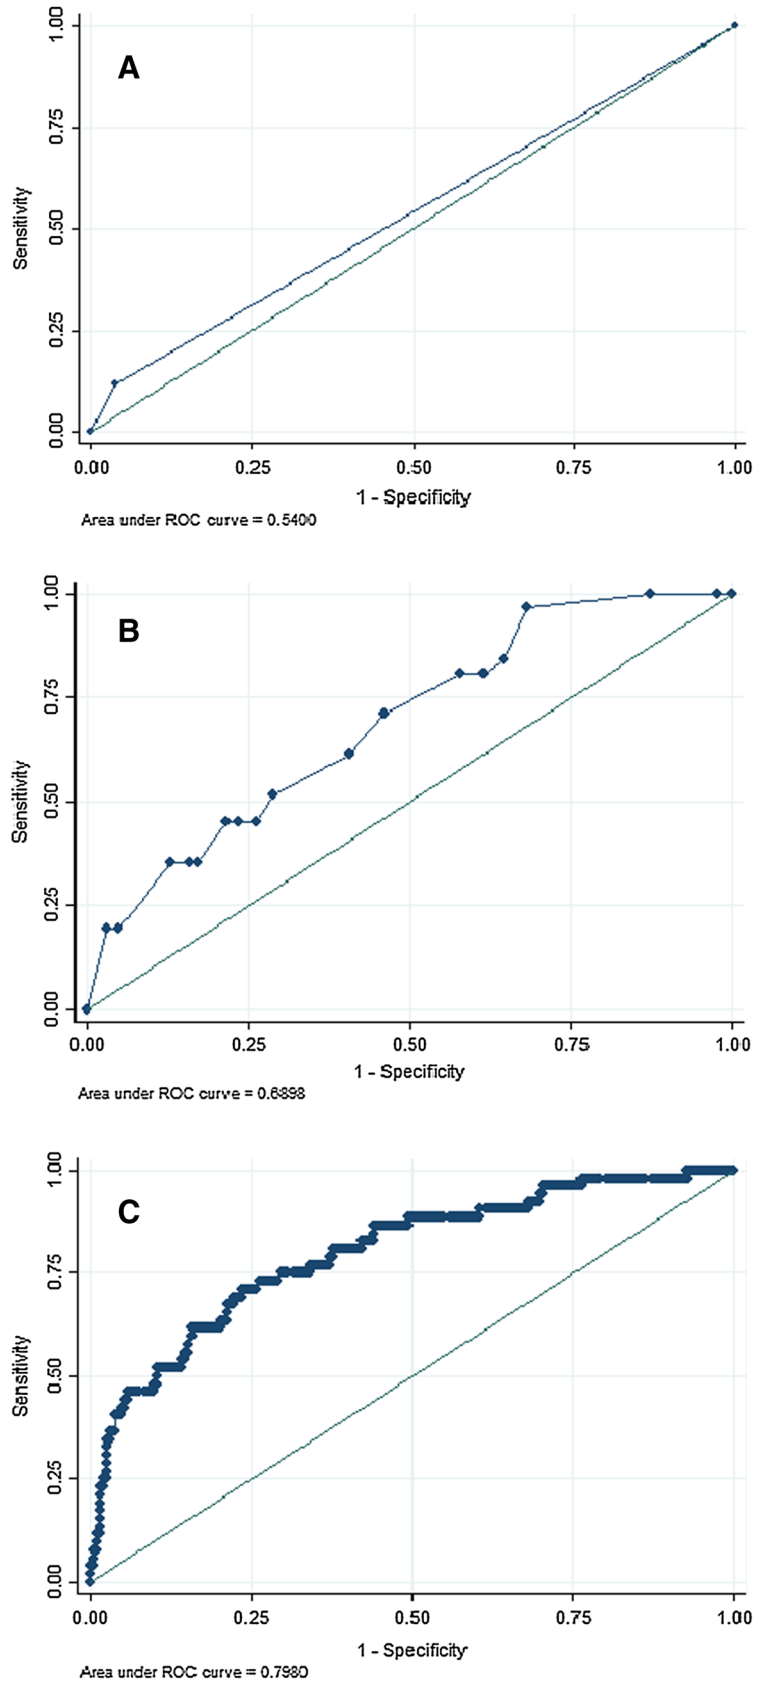 A
1.00
0.75
0.50
0.25
0.00
Sensitivity
0.00 0.25 0.50 0.75 1.00
1 - Specificity
Area under ROC curve = 0.5400
B
1.00
0.75
0.50
0.25
0.00
Sensitivity
0.00 0.25 0.50 0.75 1.00
1 - Specificity
Area under ROC curve = 0.6898
C
1.00
0.75
0.50
0.25
0.00
Sensitivity
0.00 0.25 0.50 0.75 1.00
1 - Specificity
Area under ROC curve = 0.7980